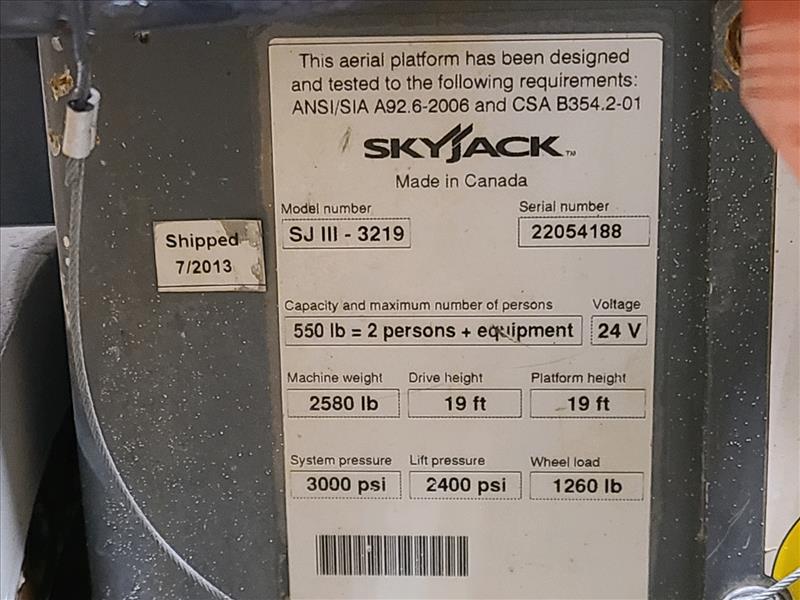 This aerial platform has been designed
and tested to the following requirements:
ANSI/SIA A92.6-2006 and CSA B354.2-01
SKYJACK™
Made in Canada
Model number
SJ III - 3219
Serial number
22054188
Shipped
7/2013
Capacity and maximum number of persons
550 lb = 2 persons + equipment
Voltage
24 V
Machine weight
2580 lb
Drive height
19 ft
Platform height
19 ft
System pressure
3000 psi
Lift pressure
2400 psi
Wheel load
1260 lb